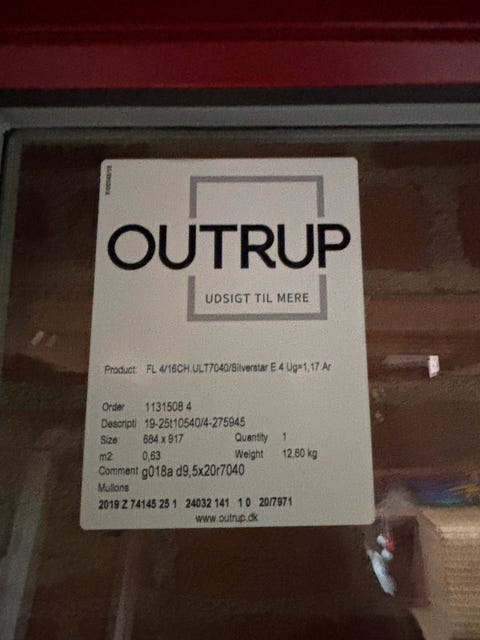 OUTRUP
UDSIGT TIL MERE
Product: FL 4/16CH.ULT7040/Silverstar E 4 Ug=1,17 Ar
Order 1131508 4
Descripti 19-25t10540/4-275945
Size 684 x 917 Quantity 1
m2 0,63 Weight 12,60 kg
Comment g018a d9,5x20r7040
Mullons
2019 Z 74145 25 1 24032 141 1 0 20/7971
www.outrup.dk